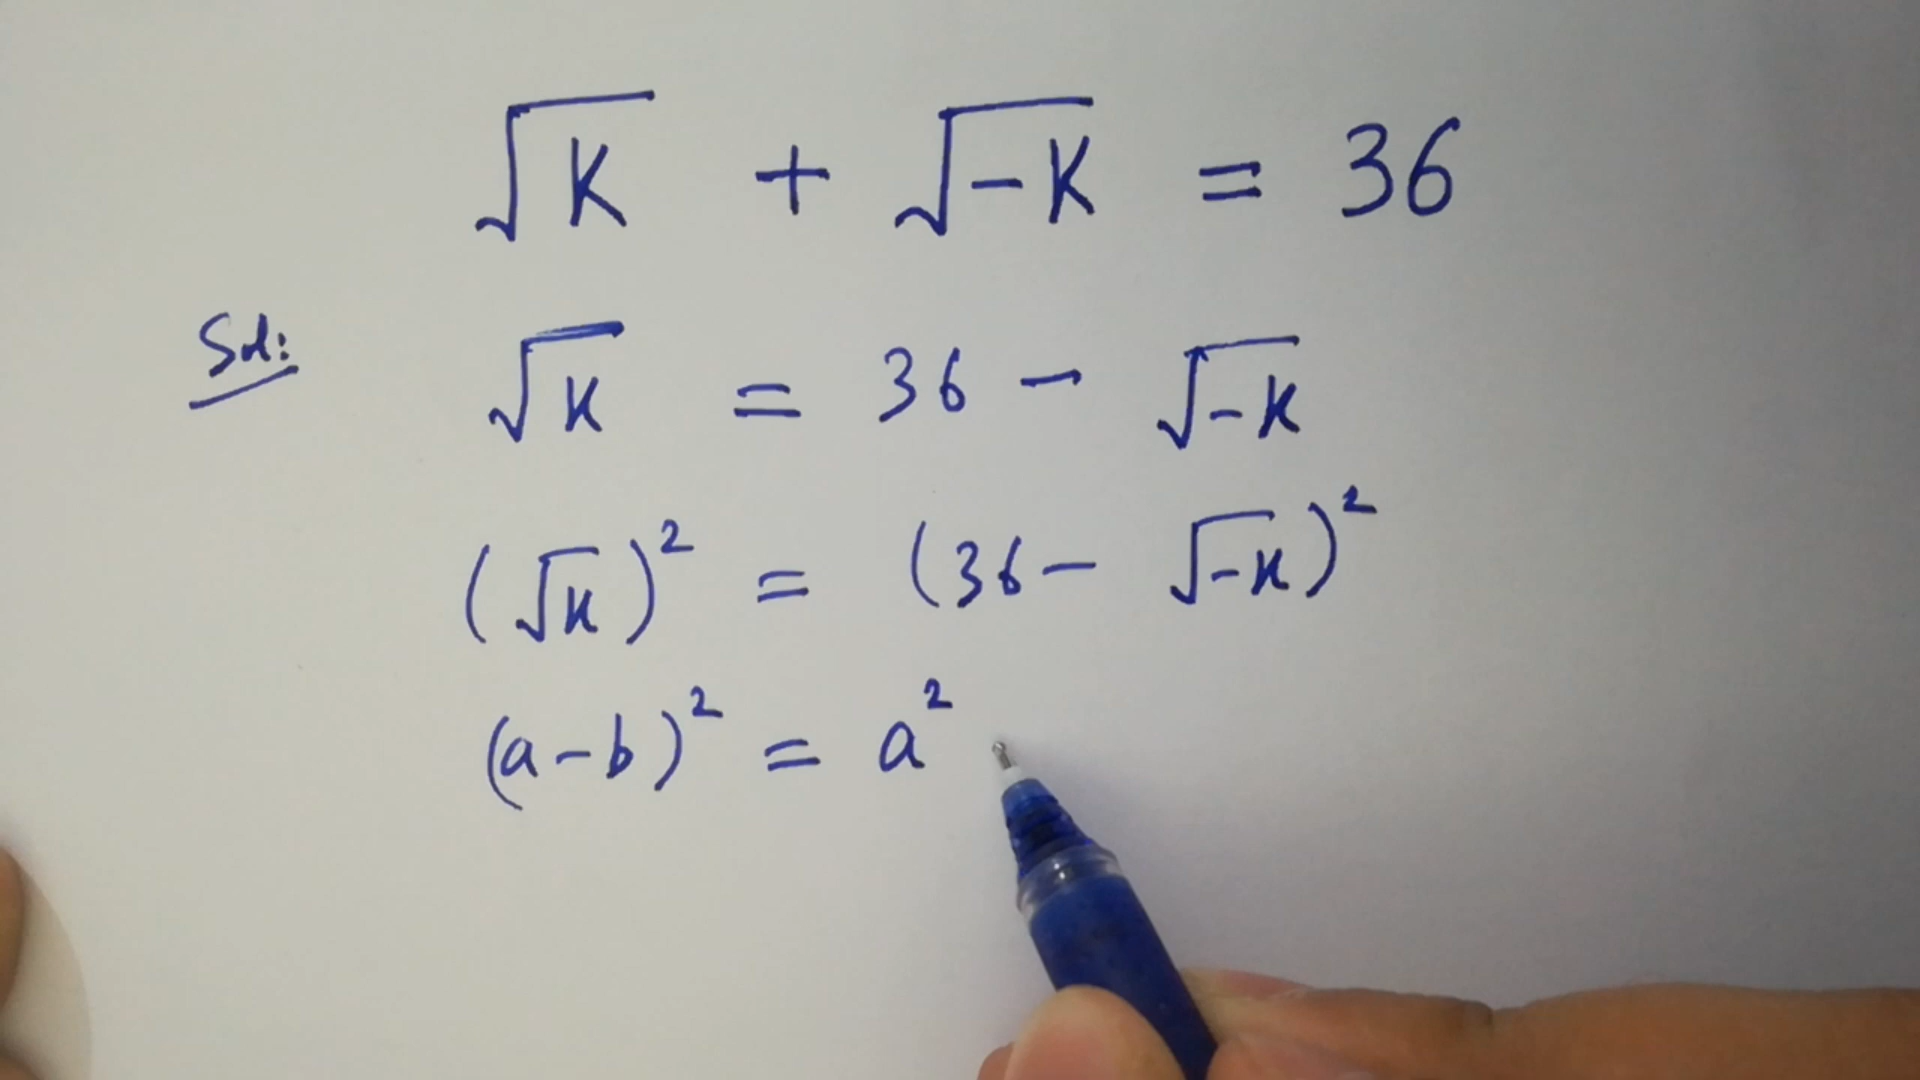 √K + √-K = 36
Sol:
√K = 36 - √-K
(√K)² = (36 - √-K)²
(a-b)² = a²